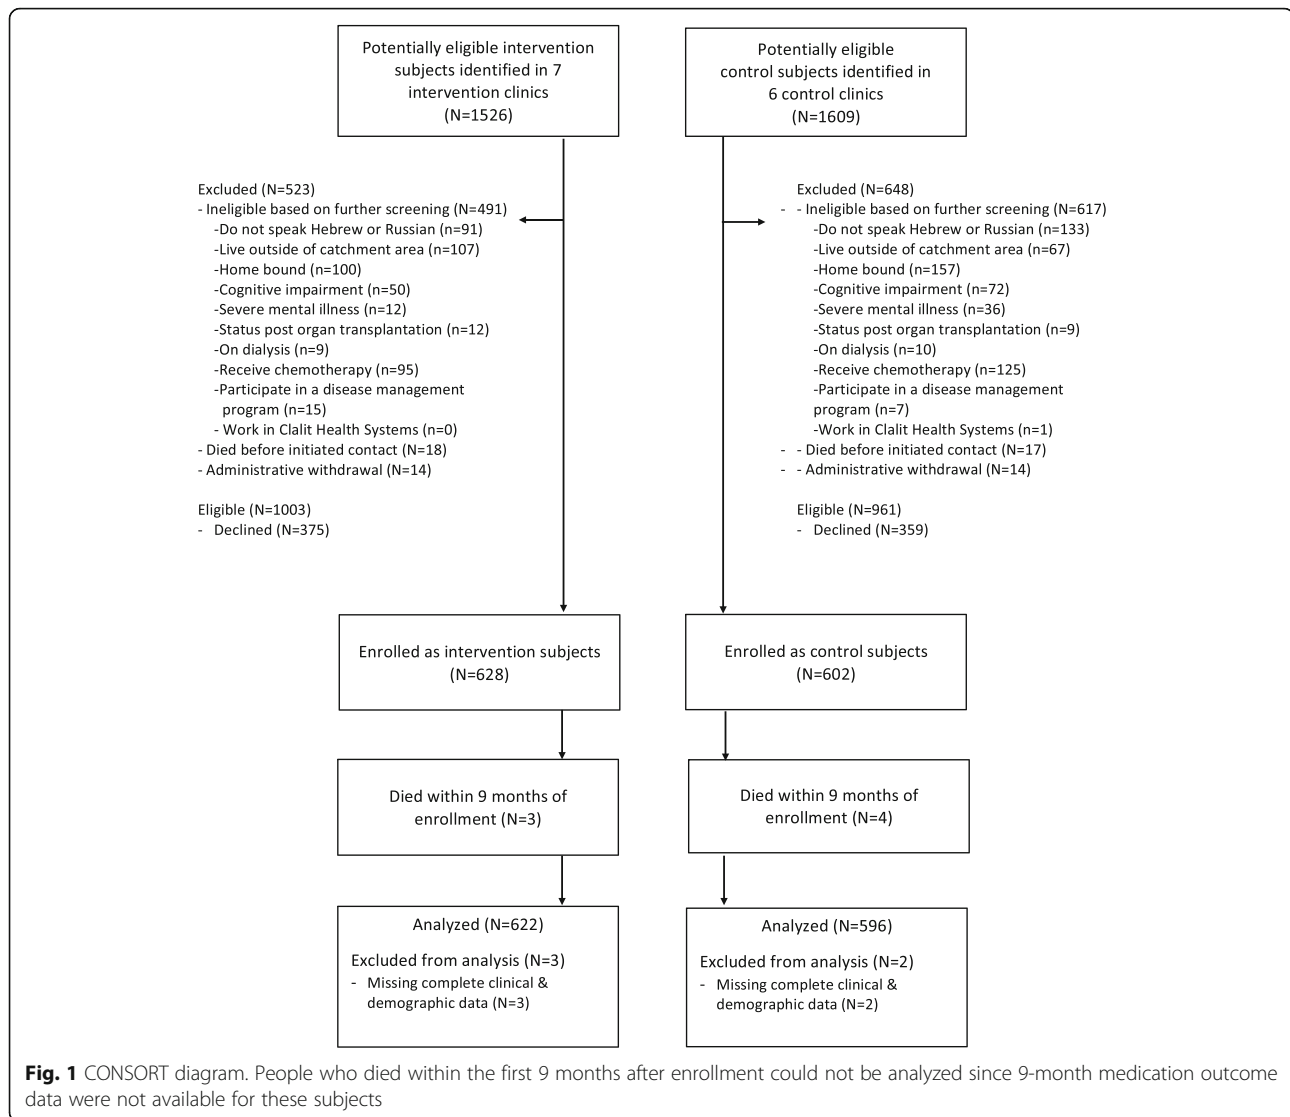 Potentially eligible intervention
subjects identified in 7
intervention clinics
(N=1526)
Potentially eligible
control subjects identified in
6 control clinics
(N=1609)
Excluded (N=523)
- Ineligible based on further screening (N=491)
-Do not speak Hebrew or Russian (n=91)
-Live outside of catchment area (n=107)
-Home bound (n=100)
-Cognitive impairment (n=50)
-Severe mental illness (n=12)
-Status post organ transplantation (n=12)
-On dialysis (n=9)
-Receive chemotherapy (n=95)
-Participate in a disease management
program (n=15)
- Work in Clalit Health Systems (n=0)
- Died before initiated contact (N=18)
- Administrative withdrawal (N=14)
Eligible (N=1003)
- Declined (N=375)
Excluded (N=648)
- - Ineligible based on further screening (N=617)
-Do not speak Hebrew or Russian (n=133)
-Live outside of catchment area (n=67)
-Home bound (n=157)
-Cognitive impairment (n=72)
-Severe mental illness (n=36)
-Status post organ transplantation (n=9)
-On dialysis (n=10)
-Receive chemotherapy (n=125)
-Participate in a disease management
program (n=7)
-Work in Clalit Health Systems (n=1)
- - Died before initiated contact (N=17)
- - Administrative withdrawal (N=14)
Eligible (N=961)
- Declined (N=359)
Enrolled as intervention subjects
(N=628)
Enrolled as control subjects
(N=602)
Died within 9 months of
enrollment (N=3)
Died within 9 months of
enrollment (N=4)
Analyzed (N=622)
Excluded from analysis (N=3)
- Missing complete clinical &
demographic data (N=3)
Analyzed (N=596)
Excluded from analysis (N=2)
- Missing complete clinical &
demographic data (N=2)
Fig. 1 CONSORT diagram. People who died within the first 9 months after enrollment could not be analyzed since 9-month medication outcome
data were not available for these subjects